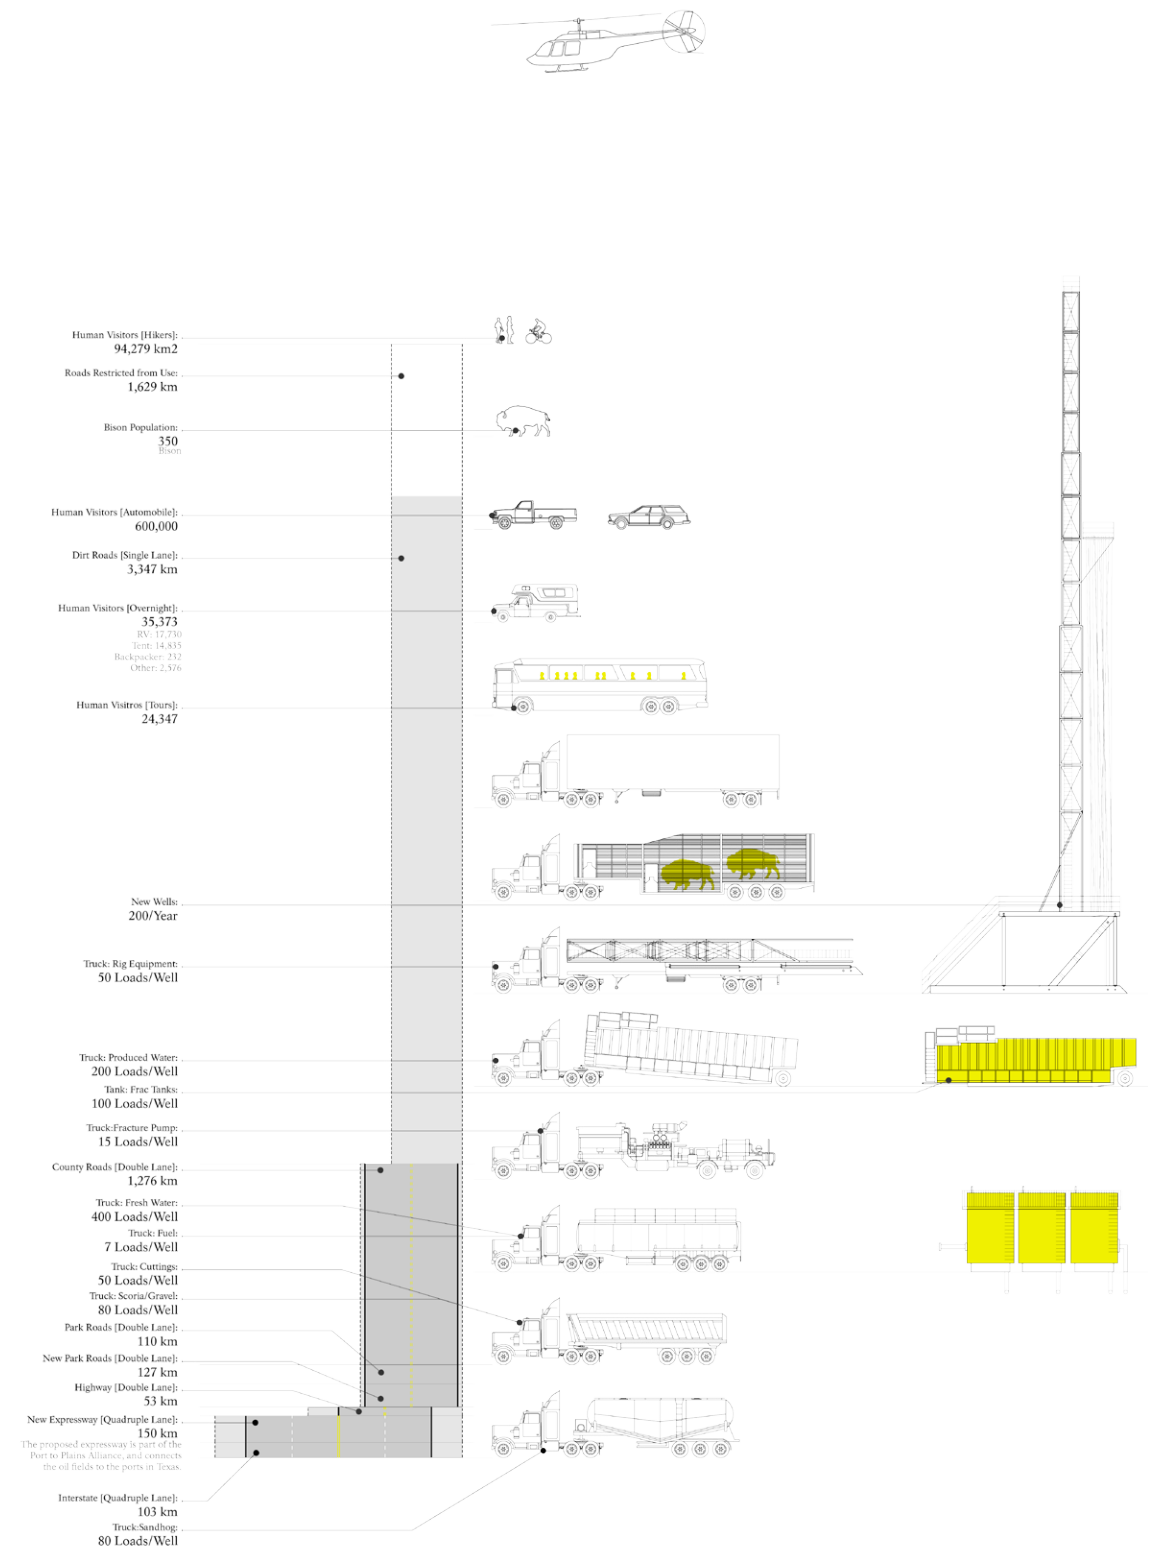 Human Visitors [Hikers]:
94,279 km2
Roads Restricted from Use:
1,629 km
Bison Population:
350
Bison
Human Visitors [Automobile]:
600,000
Dirt Roads [Single Lane]:
3,347 km
Human Visitors [Overnight]:
35,373
RV: 17,730
Tent: 14,835
Backpacker: 232
Other: 2,576
Human Visitros [Tours]:
24,347
New Wells:
200/Year
Truck: Rig Equipment:
50 Loads/Well
Truck: Produced Water:
200 Loads/Well
Tank: Frac Tanks:
100 Loads/Well
Truck:Fracture Pump:
15 Loads/Well
County Roads [Double Lane]:
1,276 km
Truck: Fresh Water:
400 Loads/Well
Truck: Fuel:
7 Loads/Well
Truck: Cuttings:
50 Loads/Well
Truck: Scoria/Gravel:
80 Loads/Well
Park Roads [Double Lane]:
110 km
New Park Roads [Double Lane]:
127 km
Highway [Double Lane]:
53 km
New Expressway [Quadruple Lane]:
150 km
The proposed expressway is part of the
Port to Plains Alliance, and connects
the oil fields to the ports in Texas.
Interstate [Quadruple Lane]:
103 km
Truck:Sandhog:
80 Loads/Well